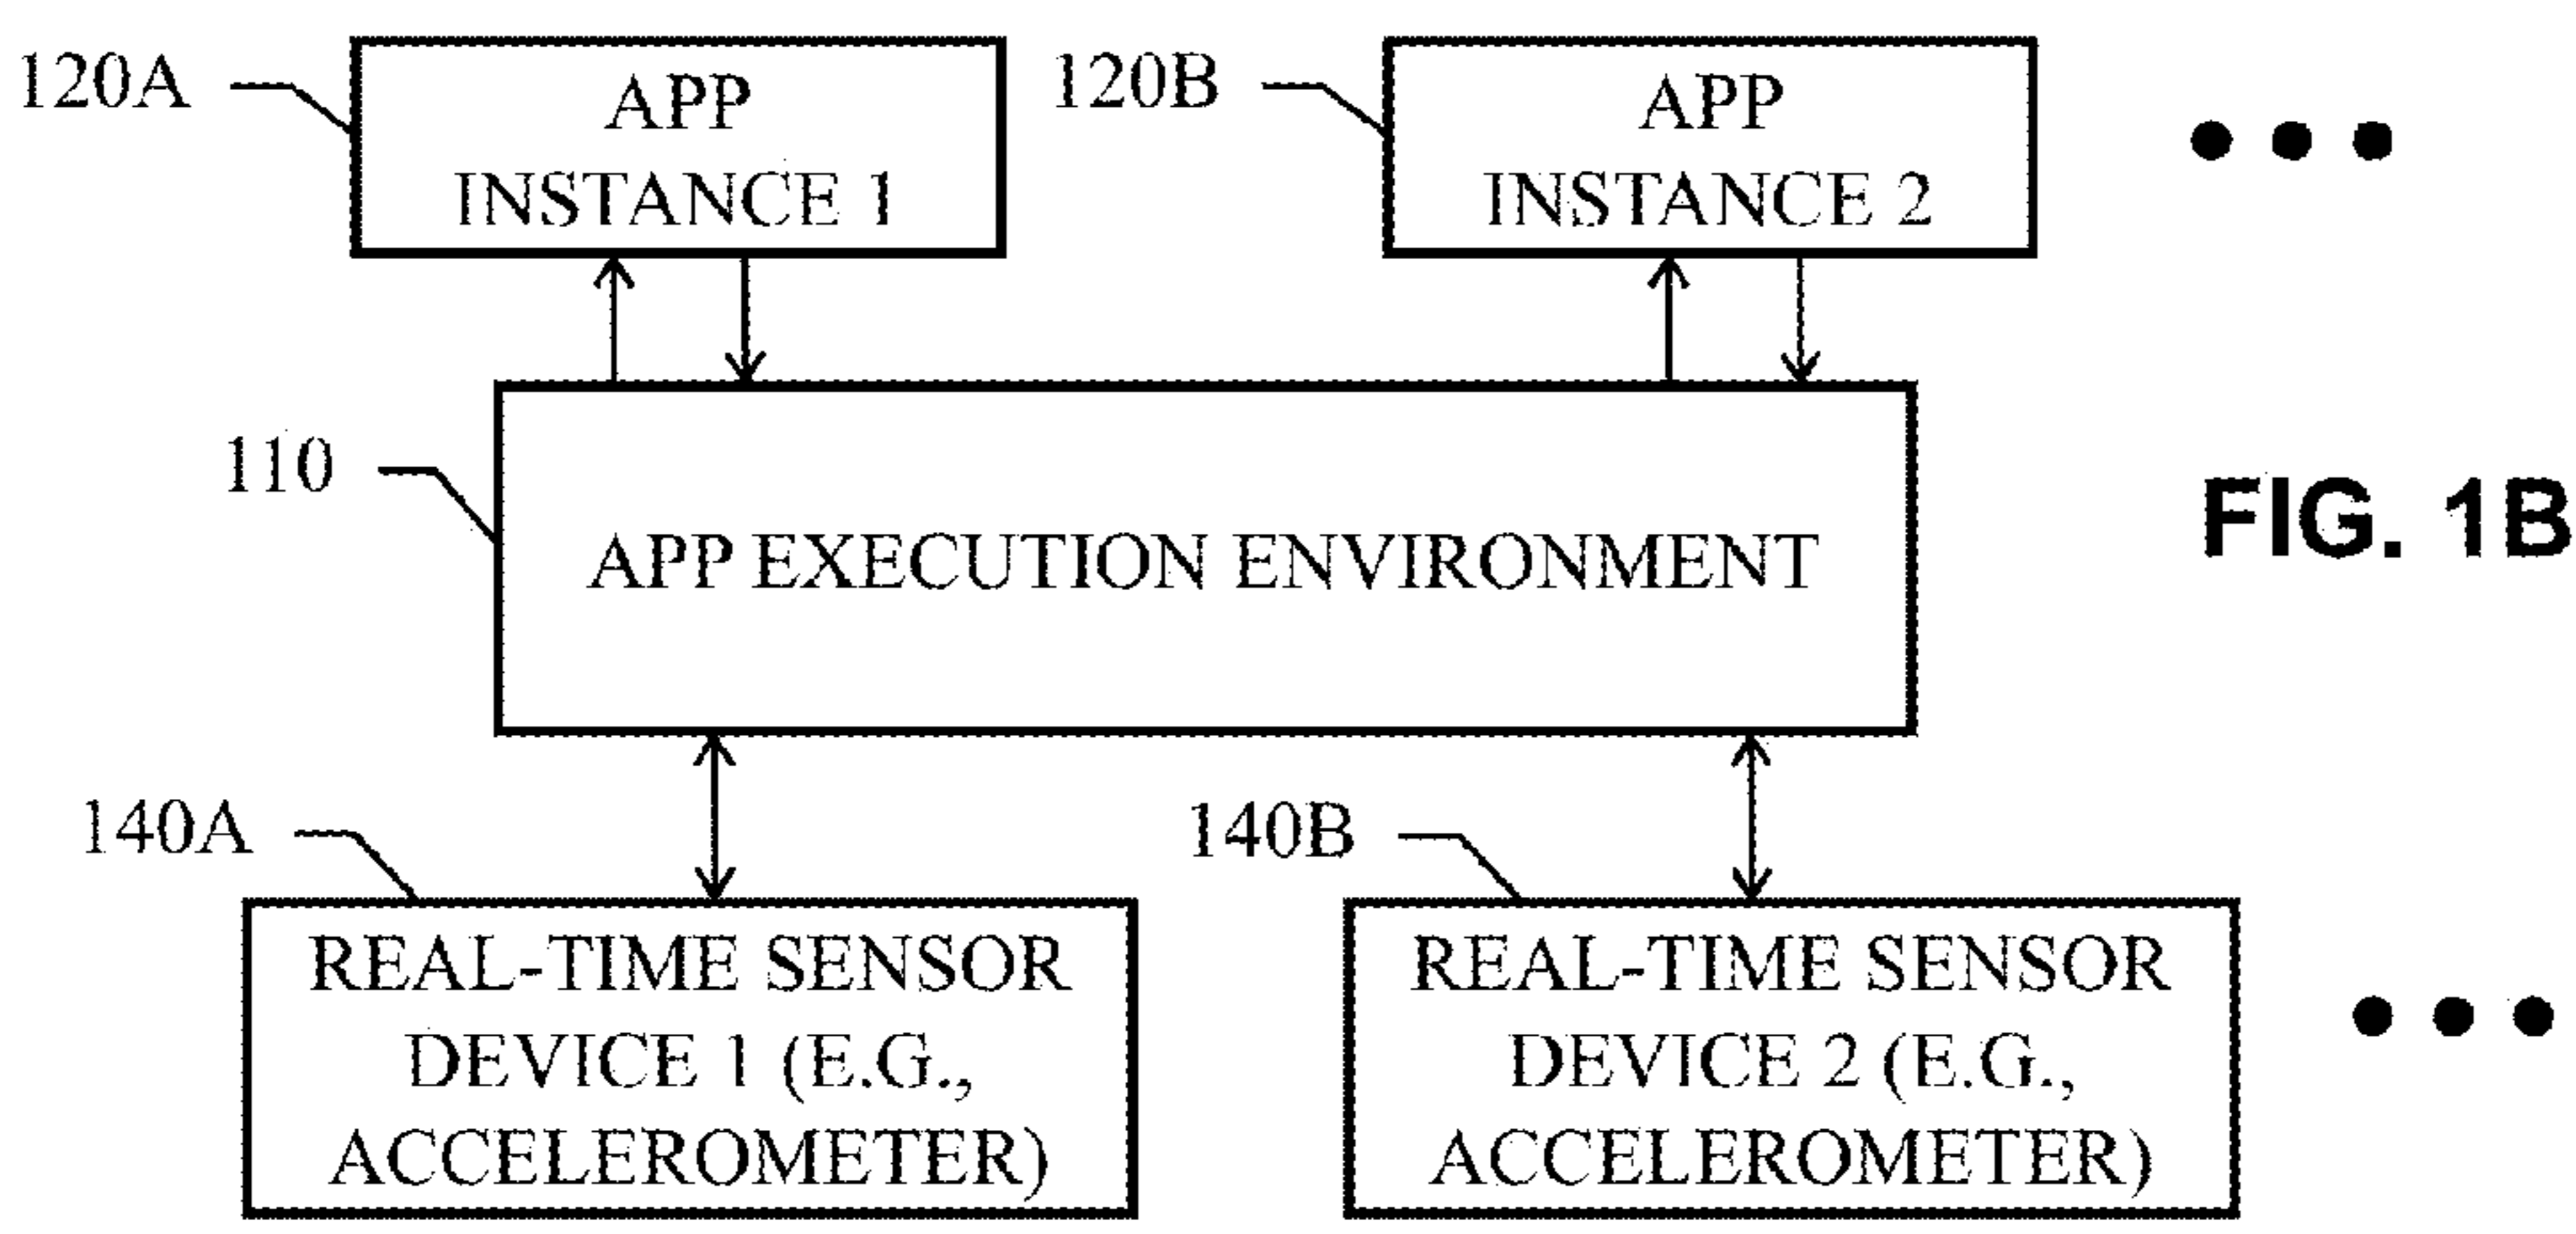 120A
APP
INSTANCE 1
120B
APP
INSTANCE 2
110
APP EXECUTION ENVIRONMENT
FIG. 1B
140A
REAL-TIME SENSOR
DEVICE 1 (E.G.,
ACCELEROMETER)
140B
REAL-TIME SENSOR
DEVICE 2 (E.G.,
ACCELEROMETER)